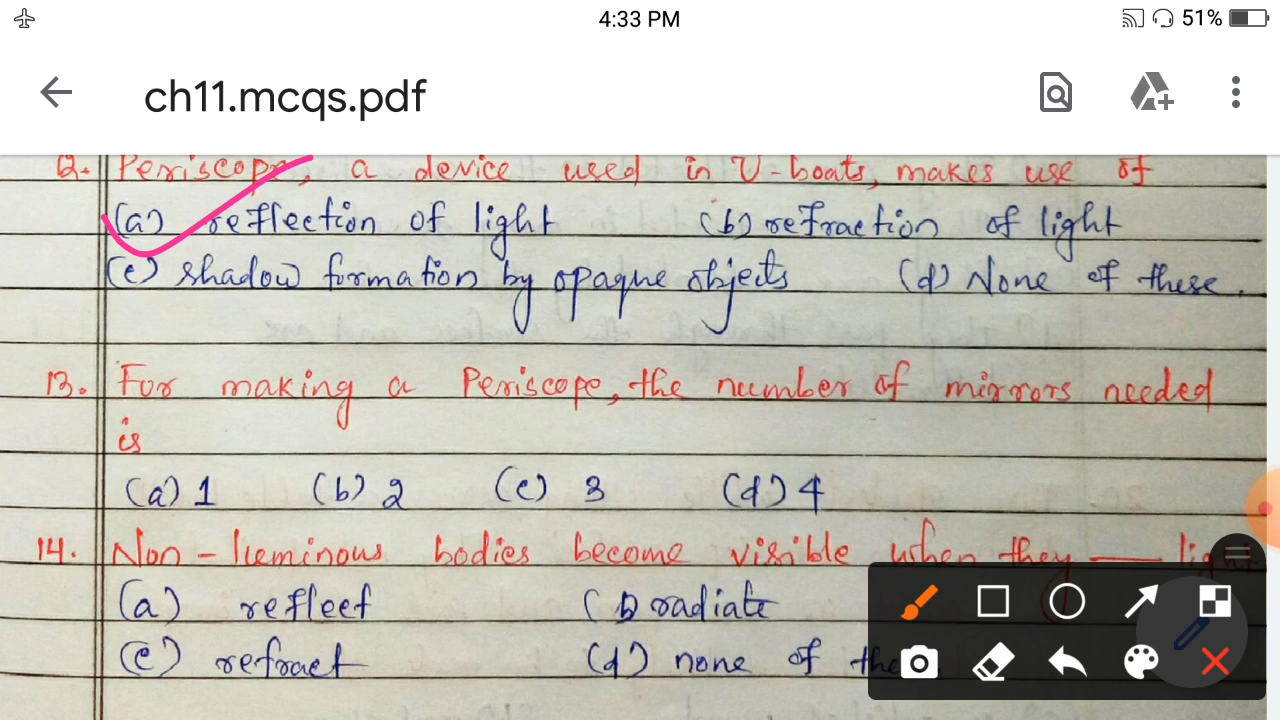 4:33 PM
51%
ch11.mcqs.pdf
12. Periscope, a device used in U-boats, makes use of
(a) reflection of light (b) refraction of light
(c) shadow formation by opaque objects (d) None of these.
13. For making a Periscope, the number of mirrors needed
is
(a) 1 (b) 2 (c) 3 (d) 4
14. Non-luminous bodies become visible when they — light
(a) reflect (b) radiate
(c) refract (d) none of